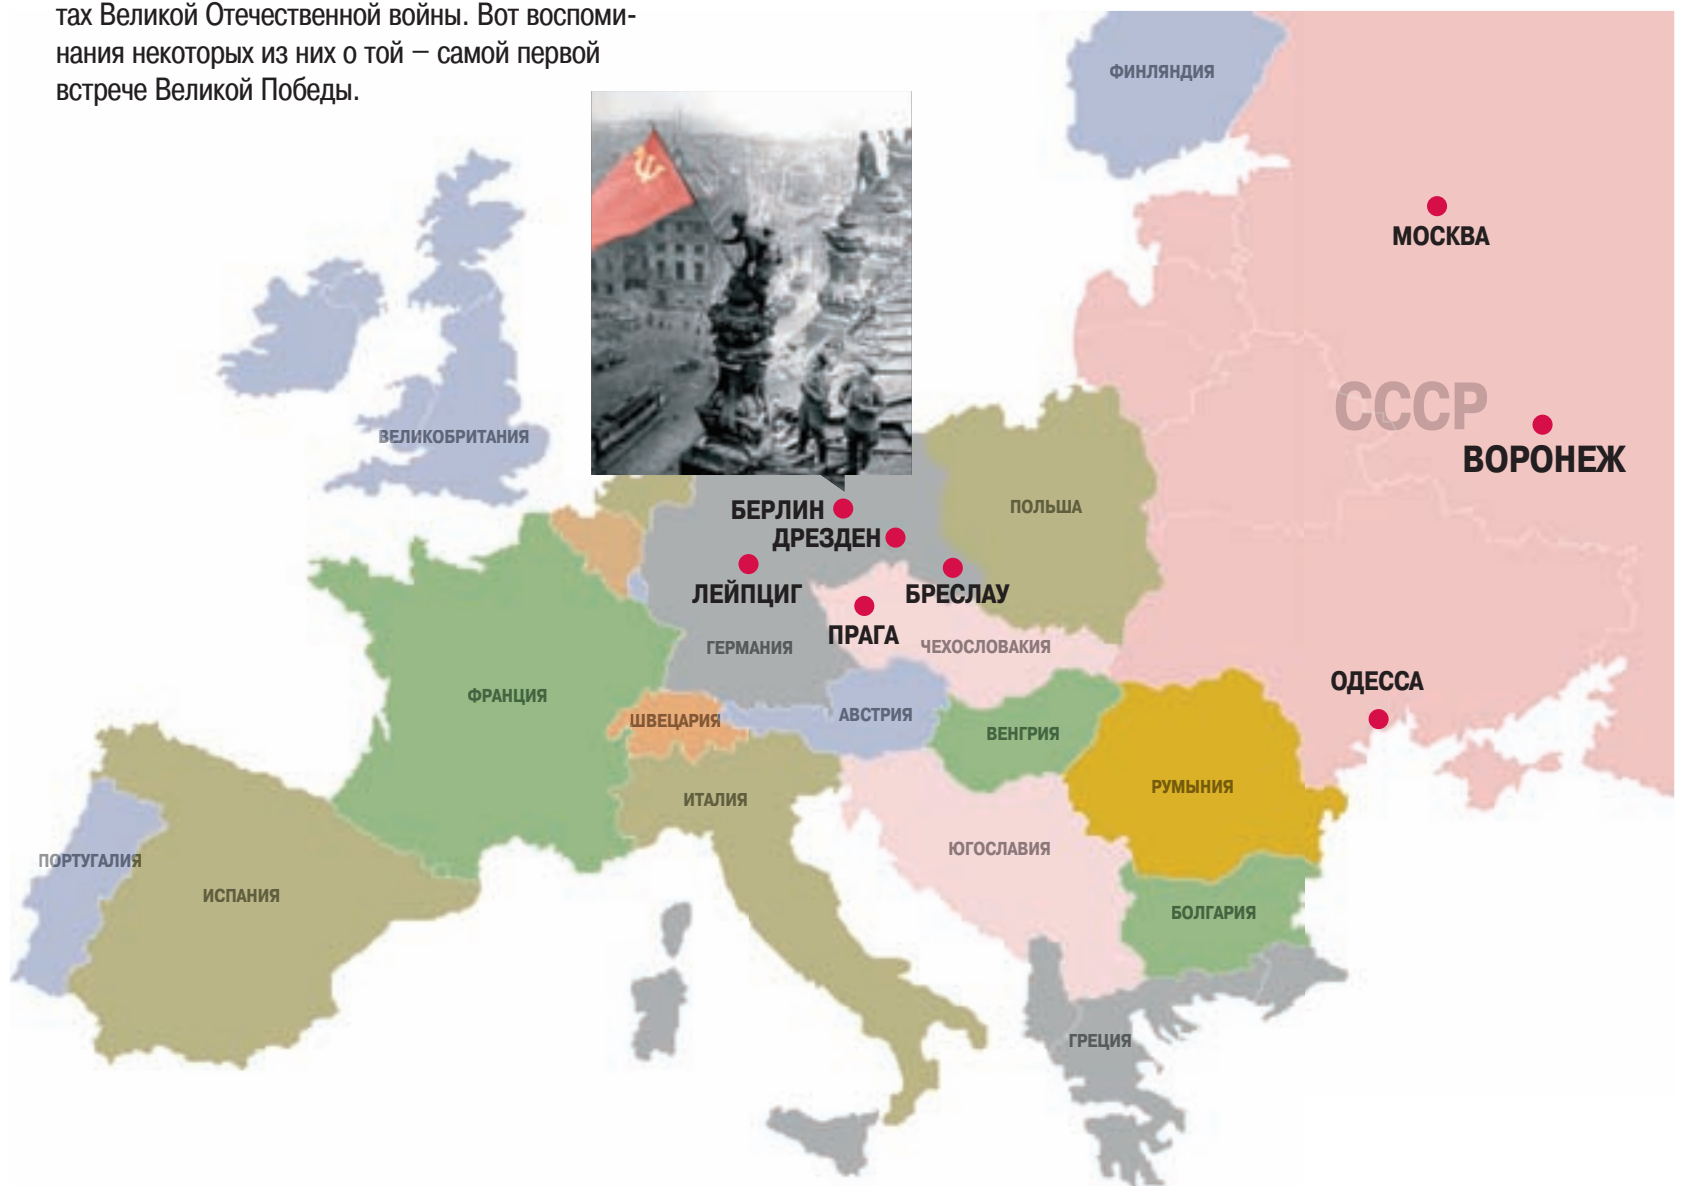 тах Великой Отечественной войны. Вот воспоми-
нания некоторых из них о той – самой первой
встрече Великой Победы.
ФИНЛЯНДИЯ
МОСКВА
СССР
ВОРОНЕЖ
ВЕЛИКОБРИТАНИЯ
ПОЛЬША
БЕРЛИН
ДРЕЗДЕН
ЛЕЙПЦИГ
БРЕСЛАУ
ПРАГА
ГЕРМАНИЯ
ЧЕХОСЛОВАКИЯ
ОДЕССА
ФРАНЦИЯ
ШВЕЦАРИЯ
АВСТРИЯ
ВЕНГРИЯ
РУМЫНИЯ
ИТАЛИЯ
ЮГОСЛАВИЯ
ПОРТУГАЛИЯ
ИСПАНИЯ
БОЛГАРИЯ
ГРЕЦИЯ